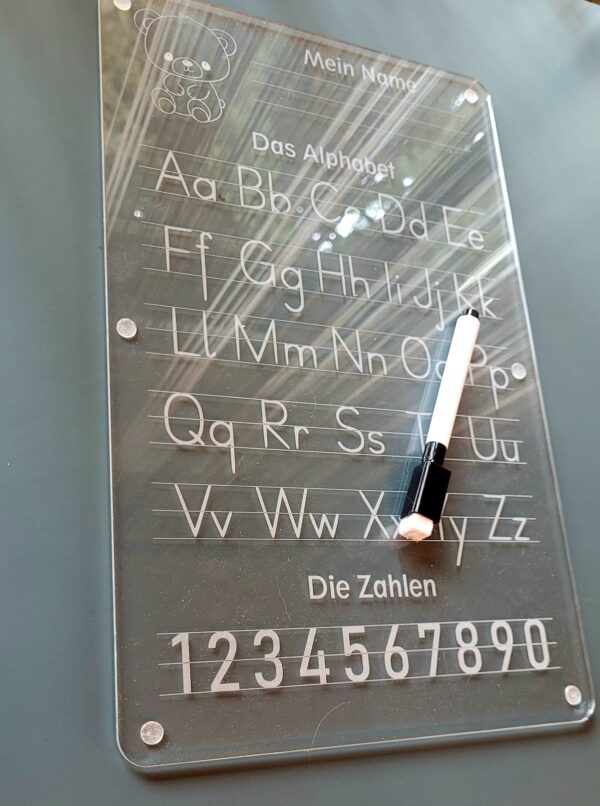 Mein Name
Das Alphabet
Aa Bb Cc Dd Ee
Ff Gg Hh Ii Jj Kk
Ll Mm Nn Oo Pp
Qq Rr Ss Uu
Vv Ww Xx Zz
Die Zahlen
1234567890